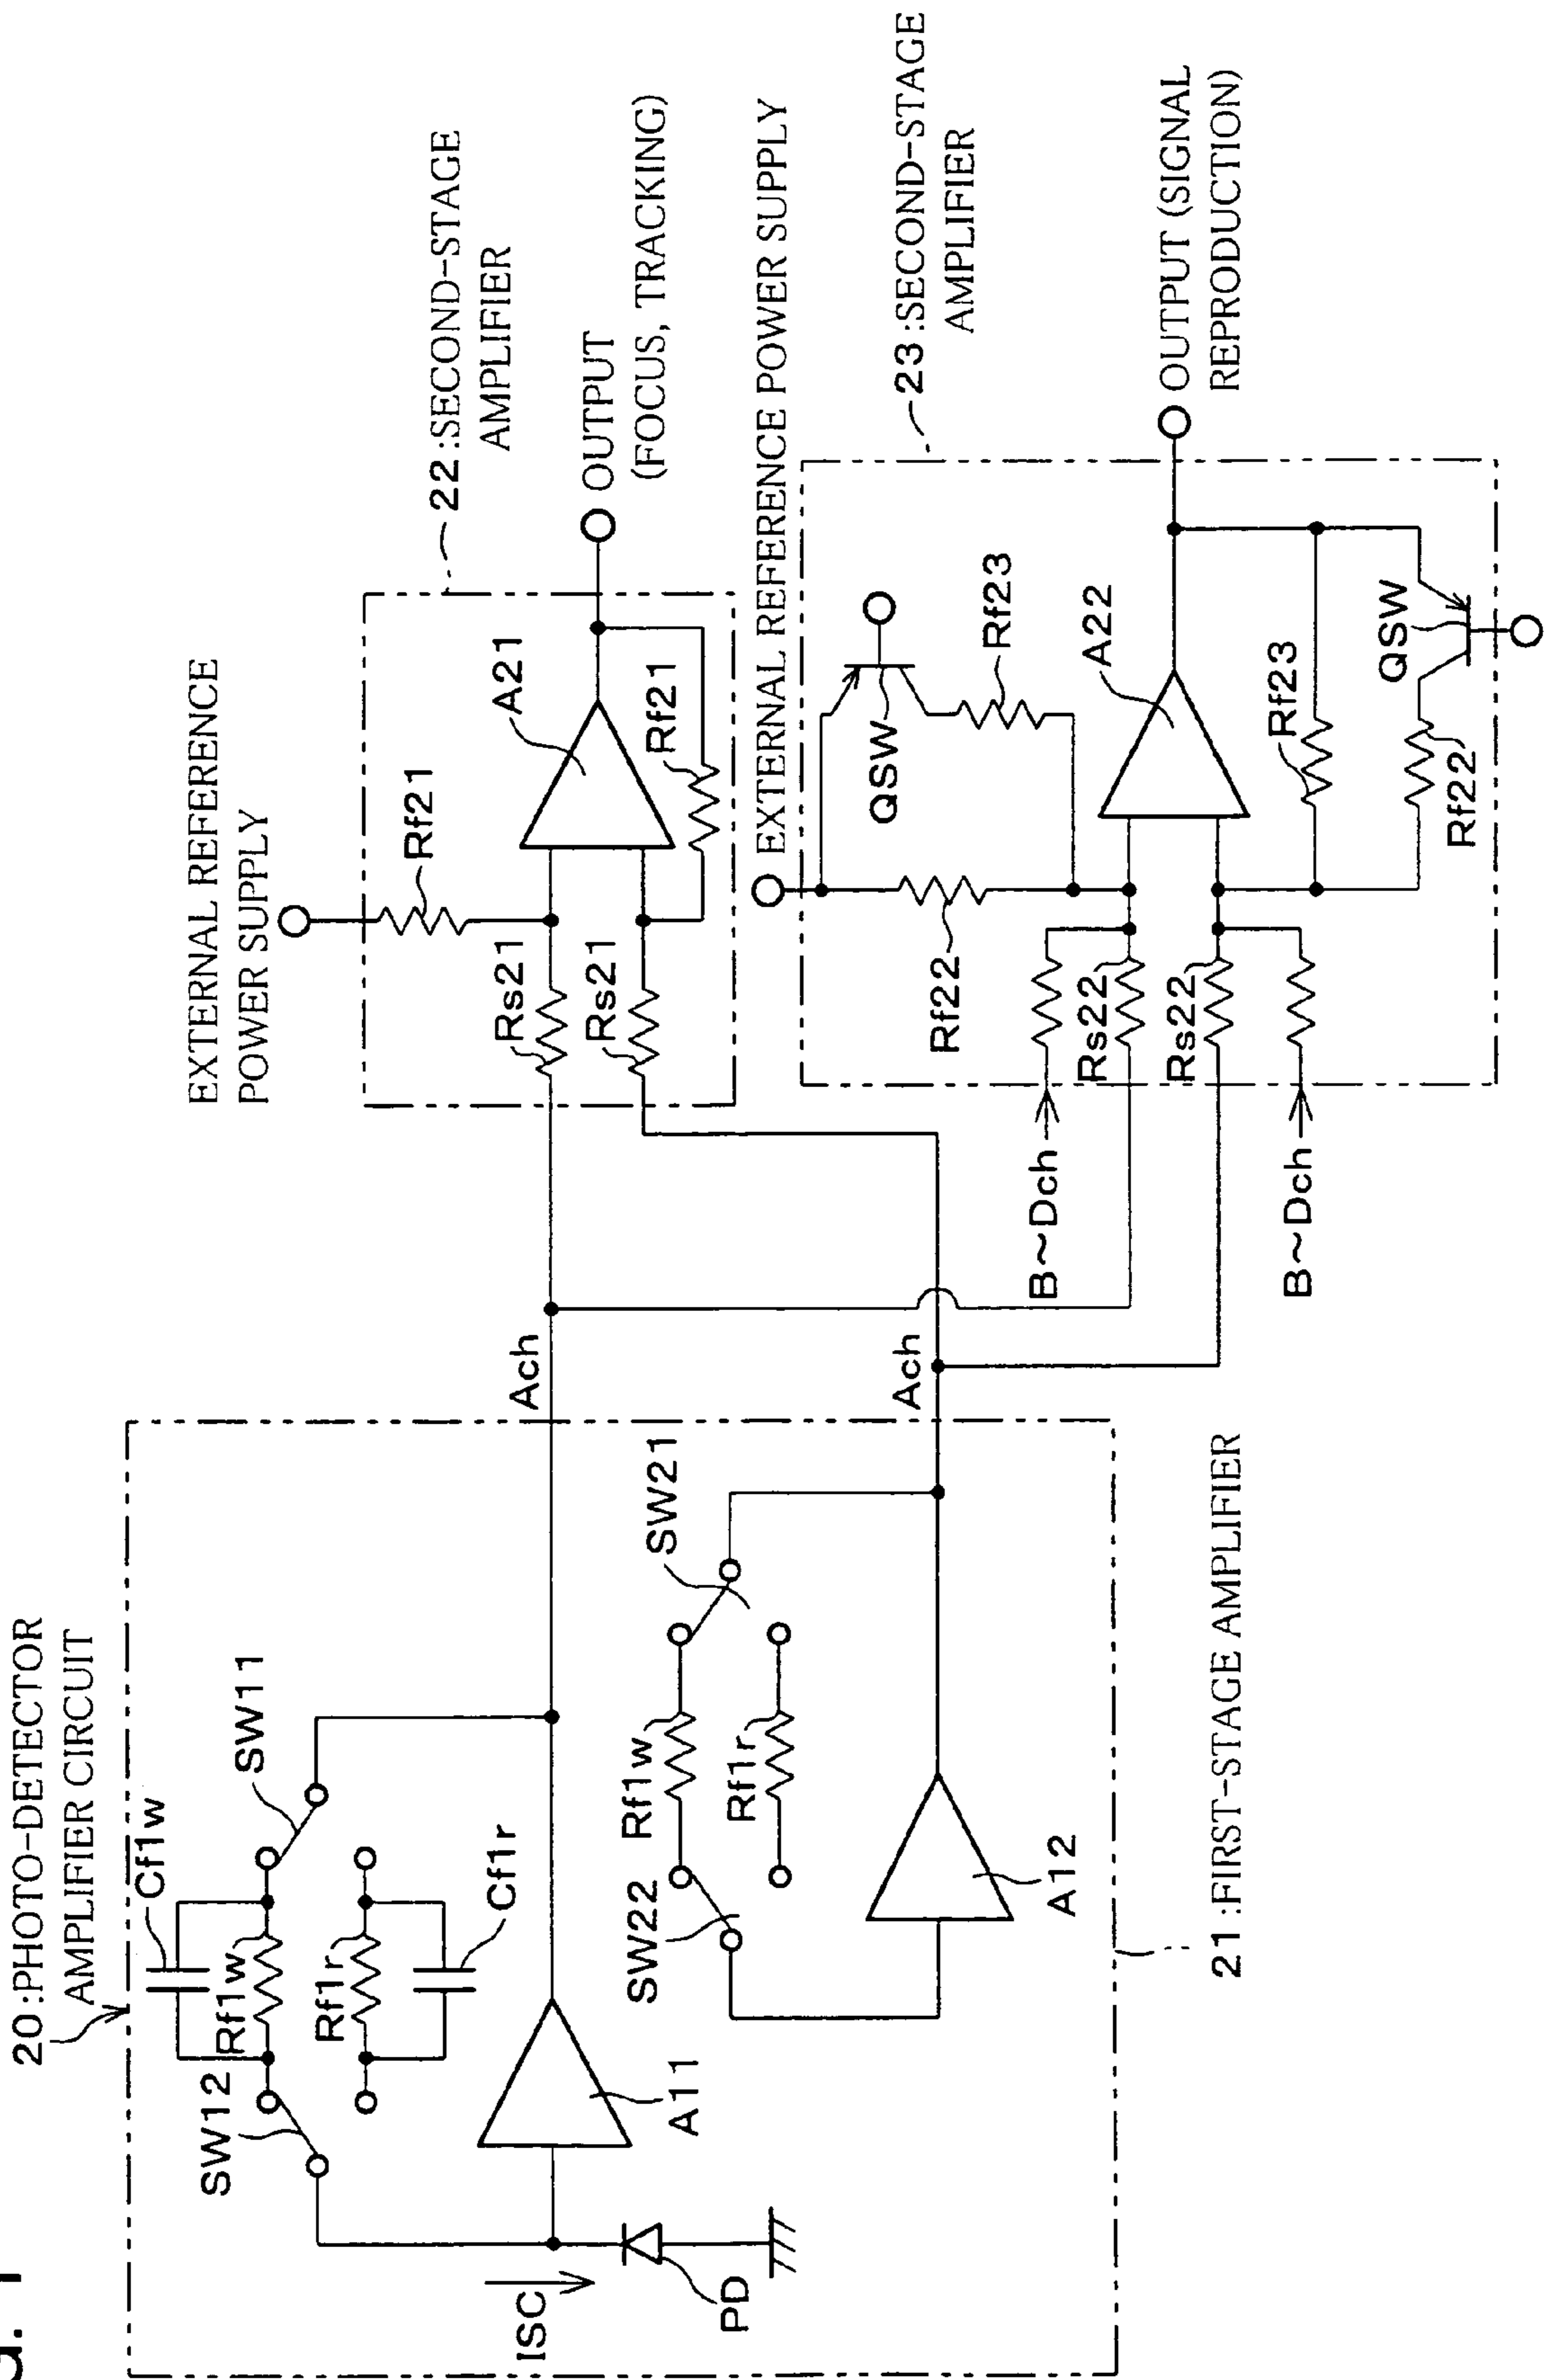 20:PHOTO-DETECTOR
AMPLIFIER CIRCUIT
SW11
Cf1w
Rf1w
SW12
Rf1r
Cf1r
A11
ISC
PD
SW21
Rf1w
Rf1r
SW22
A12
21:FIRST-STAGE AMPLIFIER
Ach
Ach
EXTERNAL REFERENCE
POWER SUPPLY
22:SECOND-STAGE
AMPLIFIER
Rf21
A21
Rs21
Rs21
Rf21
OUTPUT
(FOCUS, TRACKING)
EXTERNAL REFERENCE POWER SUPPLY
23:SECOND-STAGE
AMPLIFIER
QSW
Rf23
Rf22
A22
B~Dch
Rs22
Rs22
B~Dch
Rf23
QSW
Rf22
OUTPUT (SIGNAL
REPRODUCTION)